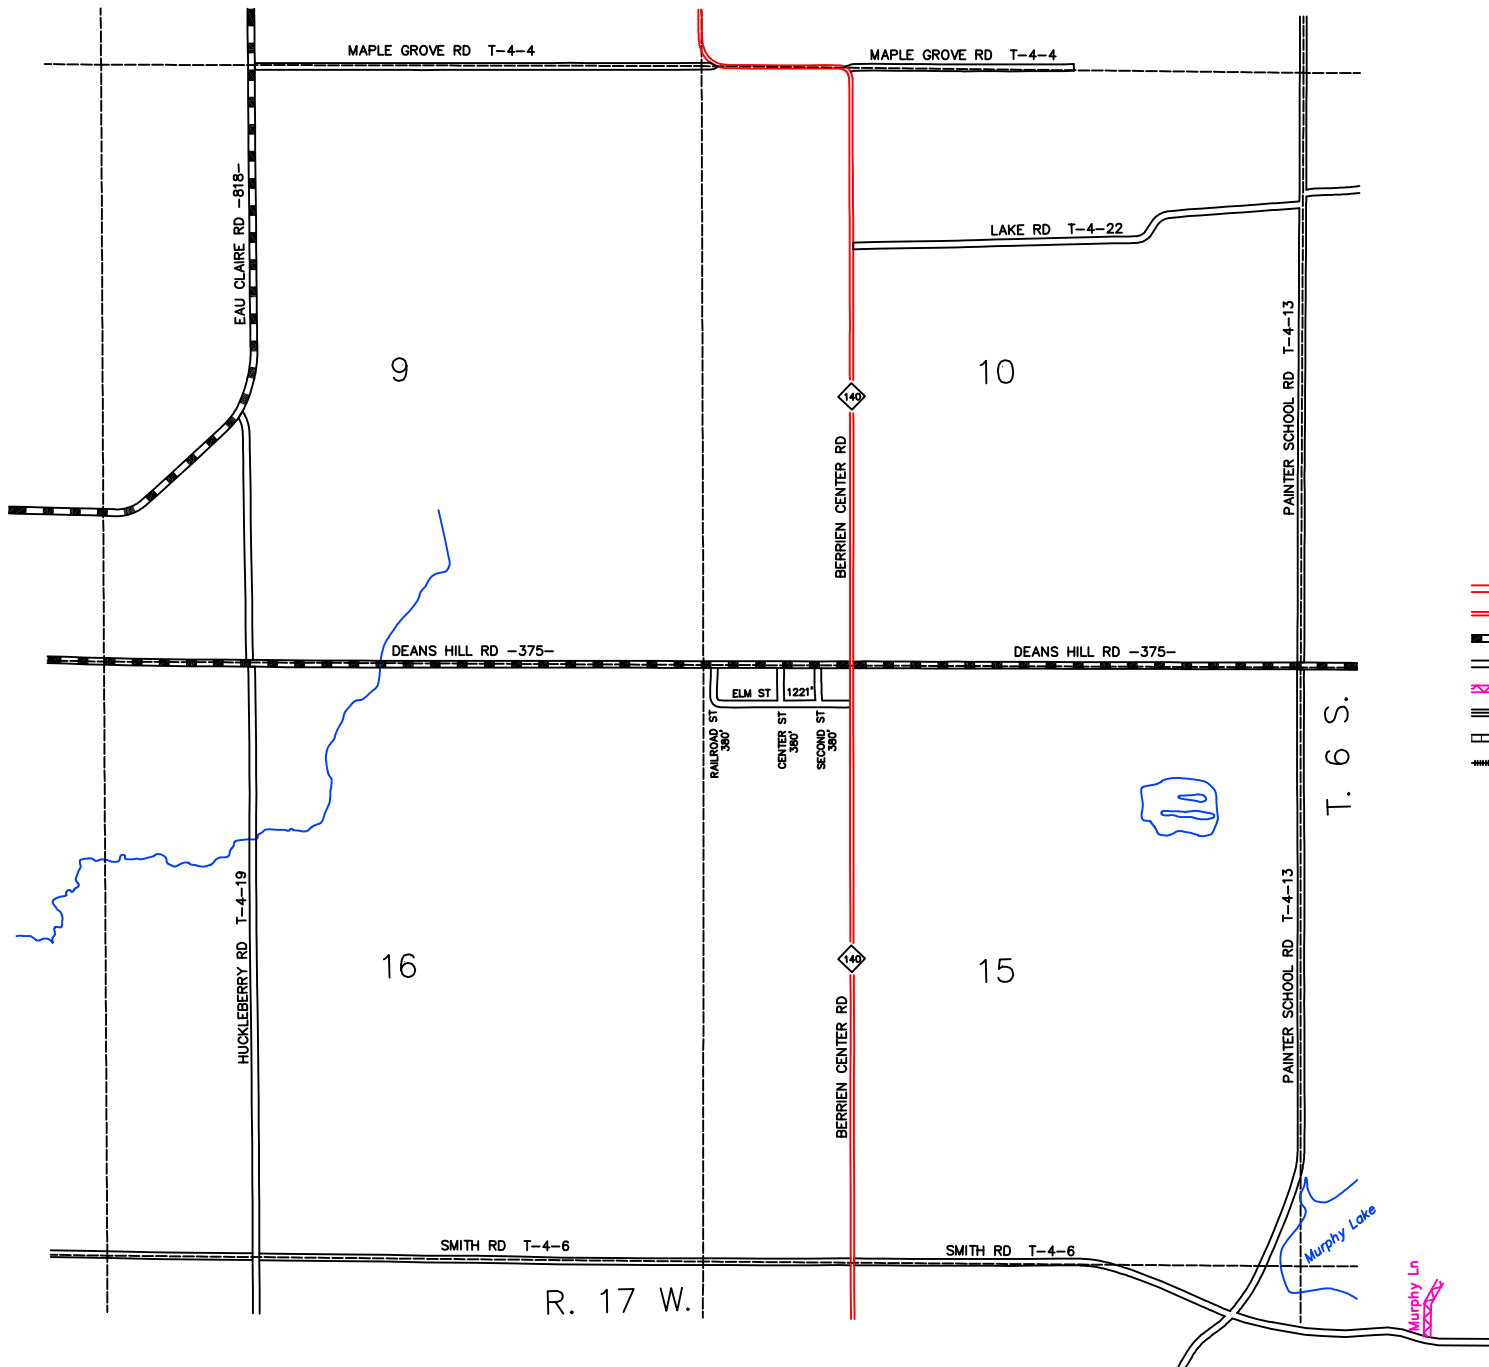 MAPLE GROVE RD T-4-4
MAPLE GROVE RD T-4-4
EAU CLAIRE RD -818-
LAKE RD T-4-22
PAINTER SCHOOL RD T-4-13
9
10
140
BERRIEN CENTER RD
DEANS HILL RD -375-
DEANS HILL RD -375-
ELM ST 1221'
RAILROAD ST
380'
CENTER ST
380'
SECOND ST
380'
T. 6 S.
HUCKLEBERRY RD T-4-19
PAINTER SCHOOL RD T-4-13
16
140
15
BERRIEN CENTER RD
SMITH RD T-4-6
SMITH RD T-4-6
Murphy Lake
R. 17 W.
Murphy Ln